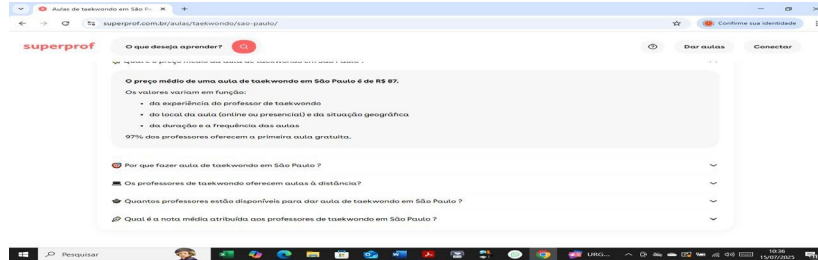 Aulas de taekwondo em São Pa
superprof.com.br/aulas/taekwondo/sao-paulo/
Confirme sua identidade
superprof
O que deseja aprender?
Dar aulas
Conectar
O preço médio de uma aula de taekwondo em São Paulo é de R$ 87.
Os valores variam em função:
• da experiência do professor de taekwondo
• do local da aula (online ou presencial) e da situação geográfica
• da duração e a frequência das aulas
97% dos professores oferecem a primeira aula gratuita.
Por que fazer aula de taekwondo em São Paulo ?
Os professores de taekwondo oferecem aulas à distância?
Quantos professores estão disponíveis para dar aula de taekwondo em São Paulo ?
Qual é a nota média atribuída aos professores de taekwondo em São Paulo ?
Pesquisar
URG...
10:36
15/07/2025